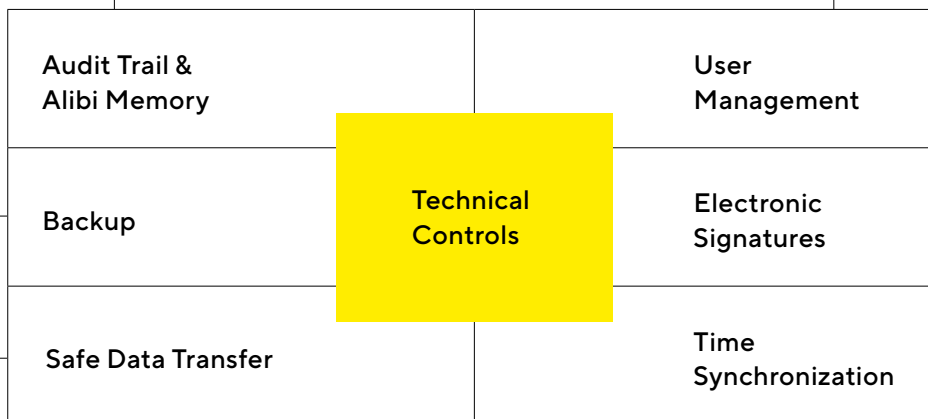 Audit Trail &
Alibi Memory
User
Management
Backup
Technical
Controls
Electronic
Signatures
Safe Data Transfer
Time
Synchronization